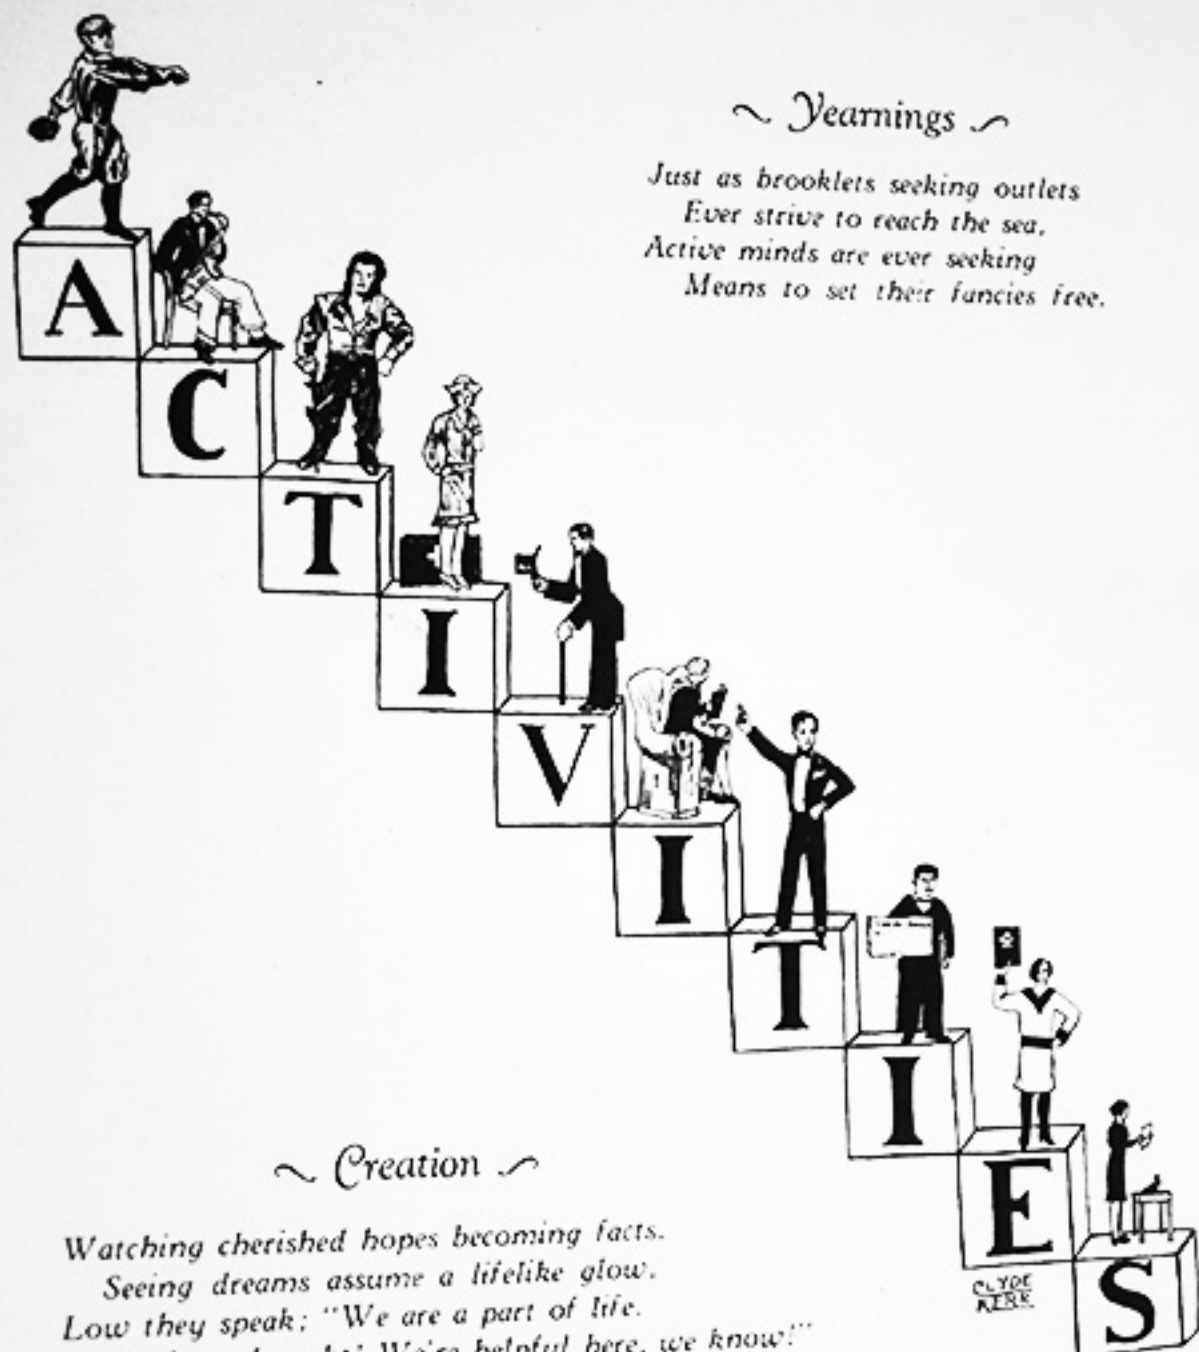 ~ Yearnings ~
Just as brooklets seeking outlets
Ever strive to reach the sea,
Active minds are ever seeking
Means to set their fancies free.
A
C
T
I
V
I
T
I
E
S
CLYDE
KERR
~ Creation ~
Watching cherished hopes becoming facts.
Seeing dreams assume a lifelike glow.
Low they speak; "We are a part of life.
We're helpful here, we know!"